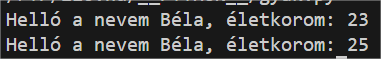 Helló a nevem Béla, életkorom: 23
Helló a nevem Béla, életkorom: 25